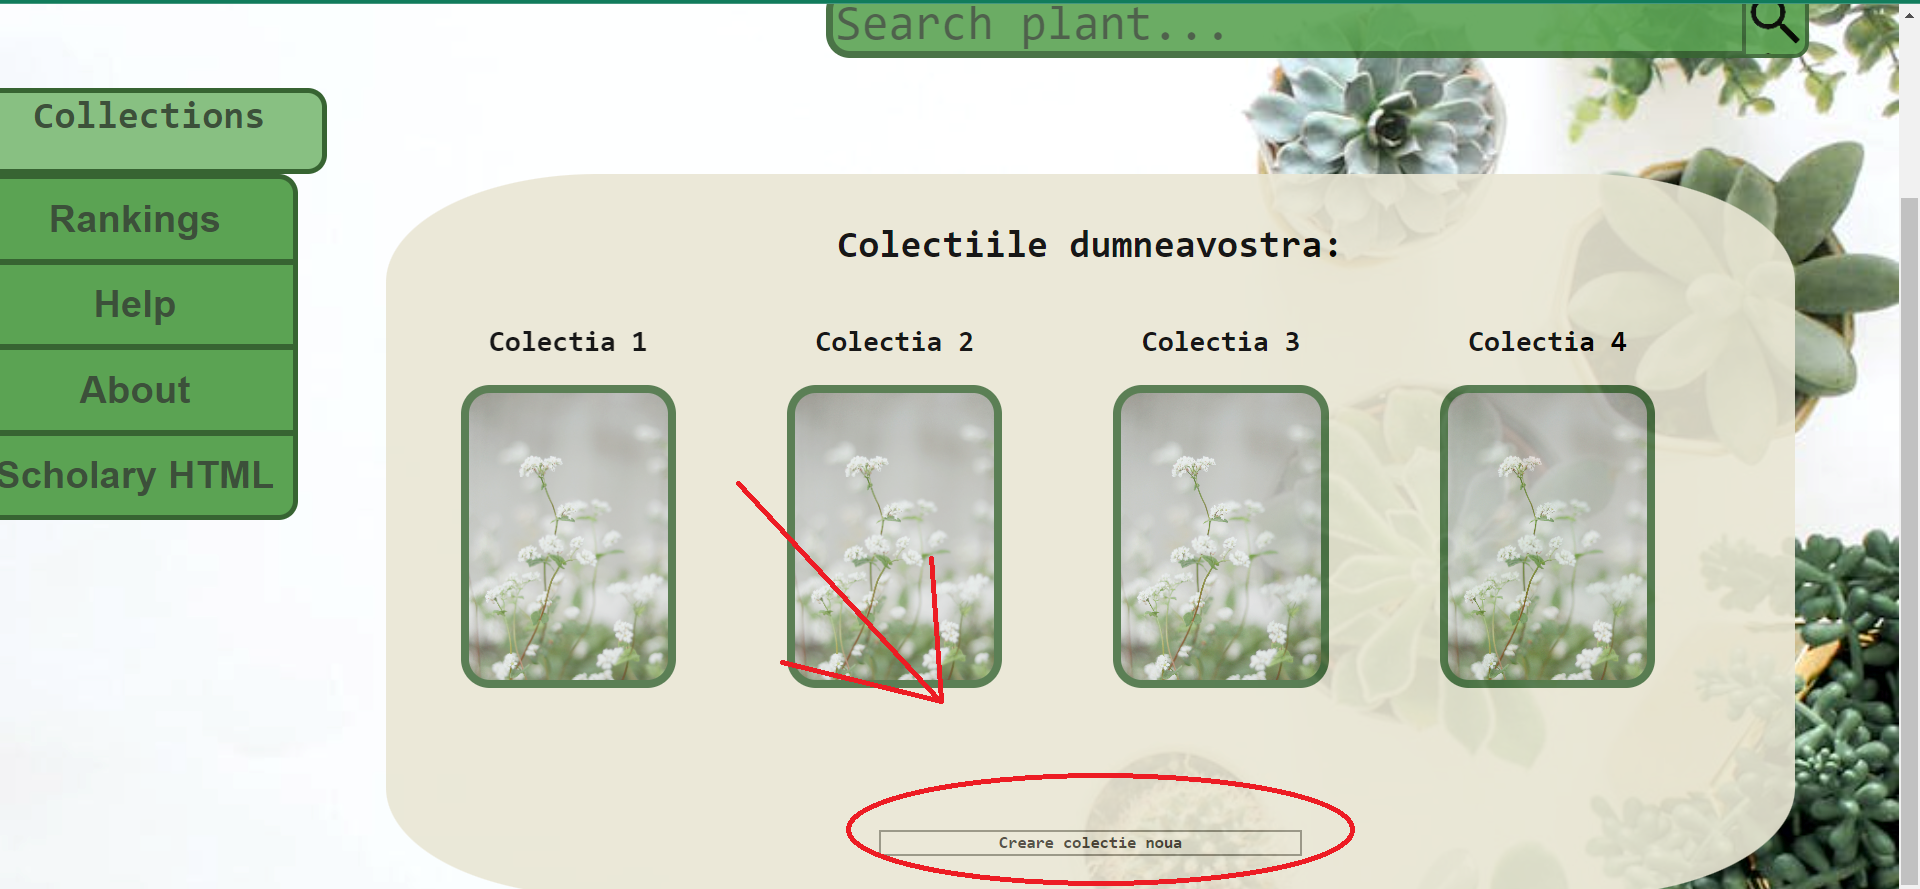 Search plant...
Collections
Rankings
Help
About
Scholary HTML
Colectiile dumneavostra:
Colectia 1
Colectia 2
Colectia 3
Colectia 4
Creare colectie noua